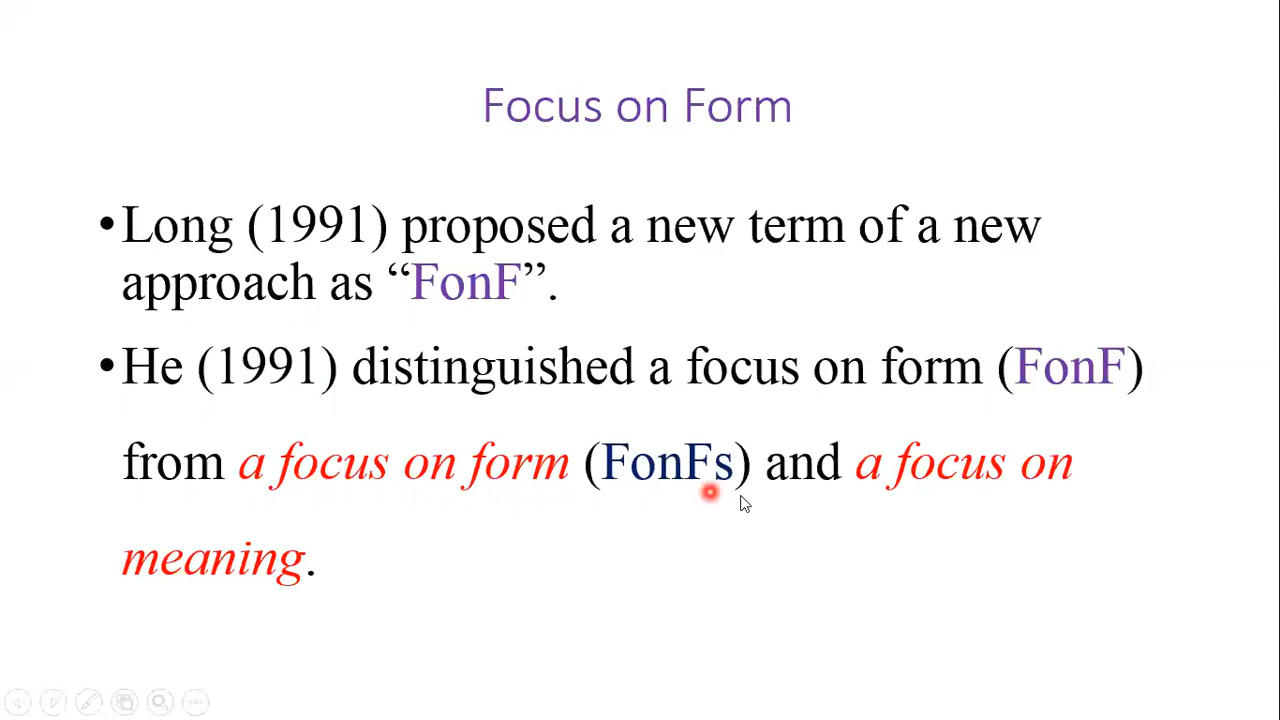 Focus on Form
•Long (1991) proposed a new term of a new
approach as “FonF”.
•He (1991) distinguished a focus on form (FonF)
from a focus on form (FonFs) and a focus on
meaning.